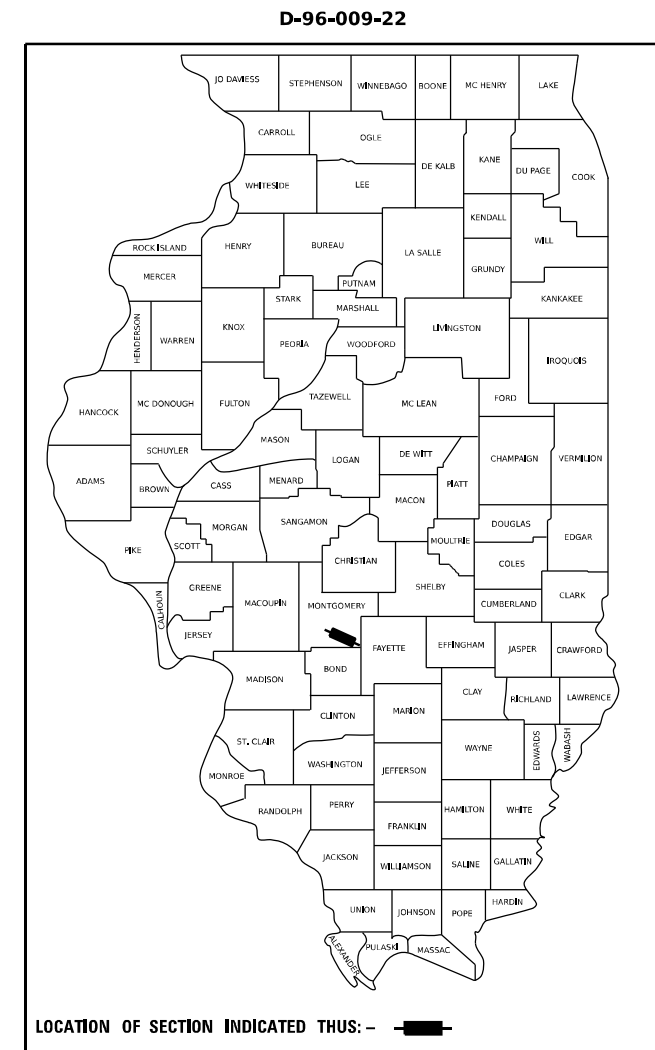 D-96-009-22
JO DAVIESS
STEPHENSON
WINNEBAGO
BOONE
MC HENRY
LAKE
CARROLL
OGLE
DE KALB
KANE
DU PAGE
COOK
WHITESIDE
LEE
KENDALL
WILL
ROCK ISLAND
HENRY
BUREAU
LA SALLE
GRUNDY
MERCER
PUTNAM
STARK
MARSHALL
KANKAKEE
HENDERSON
WARREN
KNOX
PEORIA
WOODFORD
LIVINGSTON
IROQUOIS
HANCOCK
MC DONOUGH
FULTON
TAZEWELL
MC LEAN
FORD
MASON
SCHUYLER
LOGAN
DE WITT
CHAMPAIGN
VERMILION
ADAMS
BROWN
CASS
MENARD
PIATT
MACON
MORGAN
SANGAMON
DOUGLAS
PIKE
SCOTT
CHRISTIAN
MOULTRIE
EDGAR
COLES
GREENE
MACOUPIN
MONTGOMERY
SHELBY
CUMBERLAND
CLARK
CALHOUN
JERSEY
FAYETTE
EFFINGHAM
JASPER
CRAWFORD
MADISON
BOND
CLAY
RICHLAND
LAWRENCE
CLINTON
MARION
ST. CLAIR
WAYNE
EDWARDS
WABASH
WASHINGTON
JEFFERSON
MONROE
RANDOLPH
PERRY
HAMILTON
WHITE
FRANKLIN
JACKSON
WILLIAMSON
SALINE
GALLATIN
UNION
JOHNSON
POPE
HARDIN
ALEXANDER
PULASKI
MASSAC
LOCATION OF SECTION INDICATED THUS: –